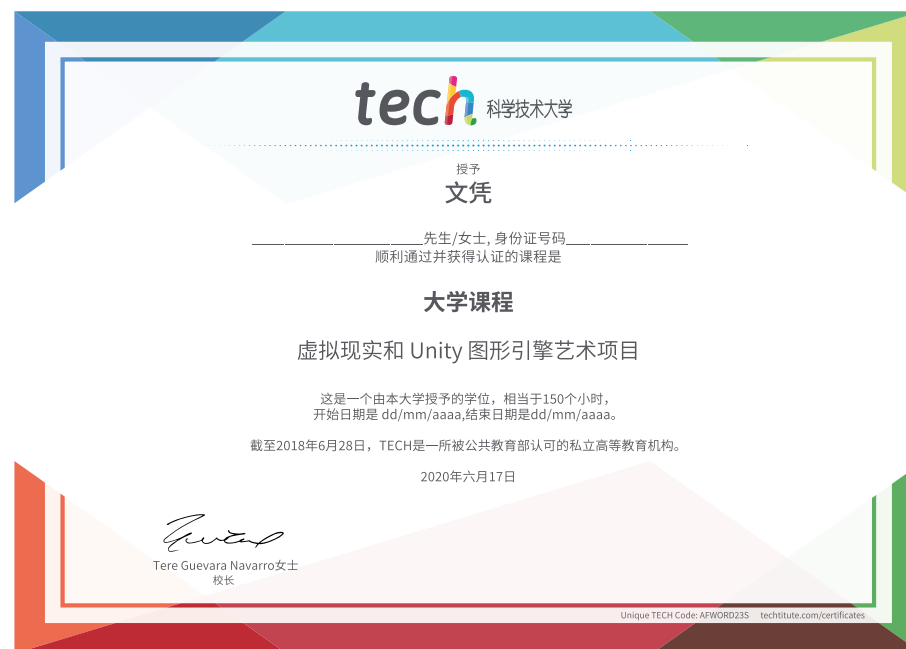 tech 科学技术大学
授予
文凭
先生/女士, 身份证号码
顺利通过并获得认证的课程是
大学课程
虚拟现实和 Unity 图形引擎艺术项目
这是一个由本大学授予的学位，相当于150个小时，
开始日期是 dd/mm/aaaa,结束日期是dd/mm/aaaa。
截至2018年6月28日，TECH是一所被公共教育部认可的私立高等教育机构。
2020年六月17日
Tere Guevara Navarro女士
校长
Unique TECH Code: AFWORD23S techtitute.com/certificates